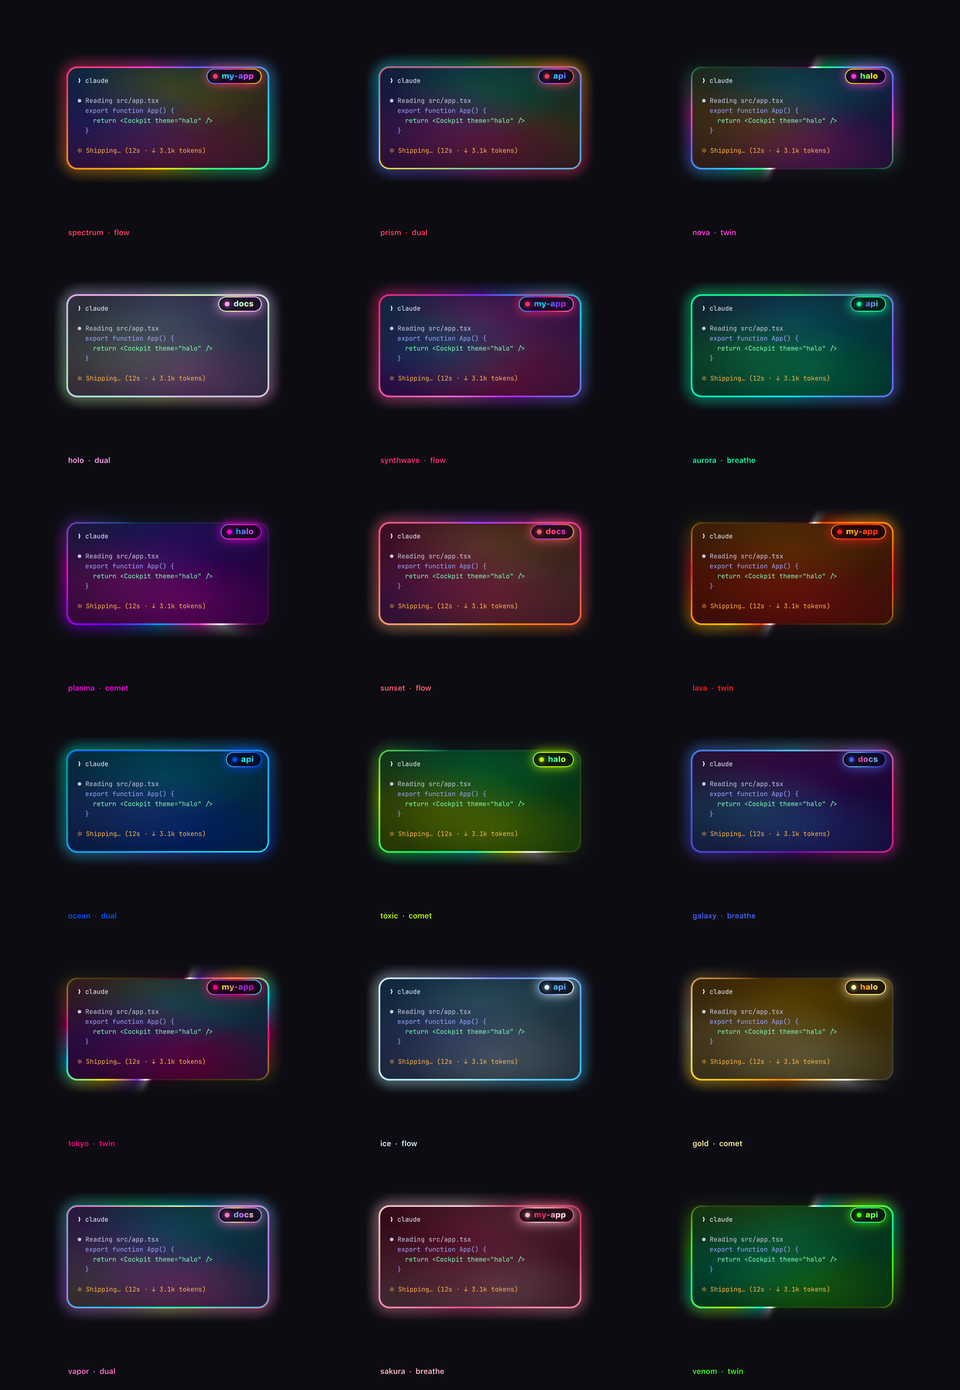 ❯ claude
my-app
● Reading src/app.tsx
export function App() {
return <Cockpit theme="halo" />
}
✻ Shipping… (12s · ↓ 3.1k tokens)
spectrum · flow
❯ claude
api
● Reading src/app.tsx
export function App() {
return <Cockpit theme="halo" />
}
✻ Shipping… (12s · ↓ 3.1k tokens)
prism · dual
❯ claude
halo
● Reading src/app.tsx
export function App() {
return <Cockpit theme="halo" />
}
✻ Shipping… (12s · ↓ 3.1k tokens)
nova · twin
❯ claude
docs
● Reading src/app.tsx
export function App() {
return <Cockpit theme="halo" />
}
✻ Shipping… (12s · ↓ 3.1k tokens)
holo · dual
❯ claude
my-app
● Reading src/app.tsx
export function App() {
return <Cockpit theme="halo" />
}
✻ Shipping… (12s · ↓ 3.1k tokens)
synthwave · flow
❯ claude
api
● Reading src/app.tsx
export function App() {
return <Cockpit theme="halo" />
}
✻ Shipping… (12s · ↓ 3.1k tokens)
aurora · breathe
❯ claude
halo
● Reading src/app.tsx
export function App() {
return <Cockpit theme="halo" />
}
✻ Shipping… (12s · ↓ 3.1k tokens)
plasma · comet
❯ claude
docs
● Reading src/app.tsx
export function App() {
return <Cockpit theme="halo" />
}
✻ Shipping… (12s · ↓ 3.1k tokens)
sunset · flow
❯ claude
my-app
● Reading src/app.tsx
export function App() {
return <Cockpit theme="halo" />
}
✻ Shipping… (12s · ↓ 3.1k tokens)
lava · twin
❯ claude
api
● Reading src/app.tsx
export function App() {
return <Cockpit theme="halo" />
}
✻ Shipping… (12s · ↓ 3.1k tokens)
ocean · dual
❯ claude
halo
● Reading src/app.tsx
export function App() {
return <Cockpit theme="halo" />
}
✻ Shipping… (12s · ↓ 3.1k tokens)
toxic · comet
❯ claude
docs
● Reading src/app.tsx
export function App() {
return <Cockpit theme="halo" />
}
✻ Shipping… (12s · ↓ 3.1k tokens)
galaxy · breathe
❯ claude
my-app
● Reading src/app.tsx
export function App() {
return <Cockpit theme="halo" />
}
✻ Shipping… (12s · ↓ 3.1k tokens)
tokyo · twin
❯ claude
api
● Reading src/app.tsx
export function App() {
return <Cockpit theme="halo" />
}
✻ Shipping… (12s · ↓ 3.1k tokens)
ice · flow
❯ claude
halo
● Reading src/app.tsx
export function App() {
return <Cockpit theme="halo" />
}
✻ Shipping… (12s · ↓ 3.1k tokens)
gold · comet
❯ claude
docs
● Reading src/app.tsx
export function App() {
return <Cockpit theme="halo" />
}
✻ Shipping… (12s · ↓ 3.1k tokens)
vapor · dual
❯ claude
my-app
● Reading src/app.tsx
export function App() {
return <Cockpit theme="halo" />
}
✻ Shipping… (12s · ↓ 3.1k tokens)
sakura · breathe
❯ claude
api
● Reading src/app.tsx
export function App() {
return <Cockpit theme="halo" />
}
✻ Shipping… (12s · ↓ 3.1k tokens)
venom · twin